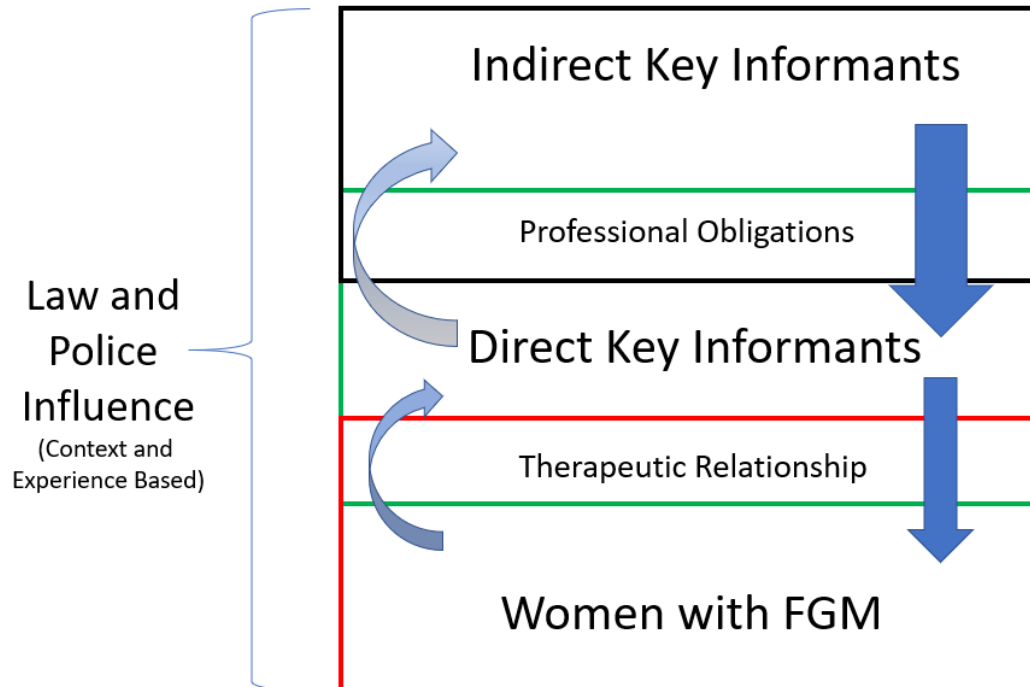 Indirect Key Informants
Professional Obligations
Law and
Police
Influence
(Context and
Experience Based)
Direct Key Informants
Therapeutic Relationship
Women with FGM